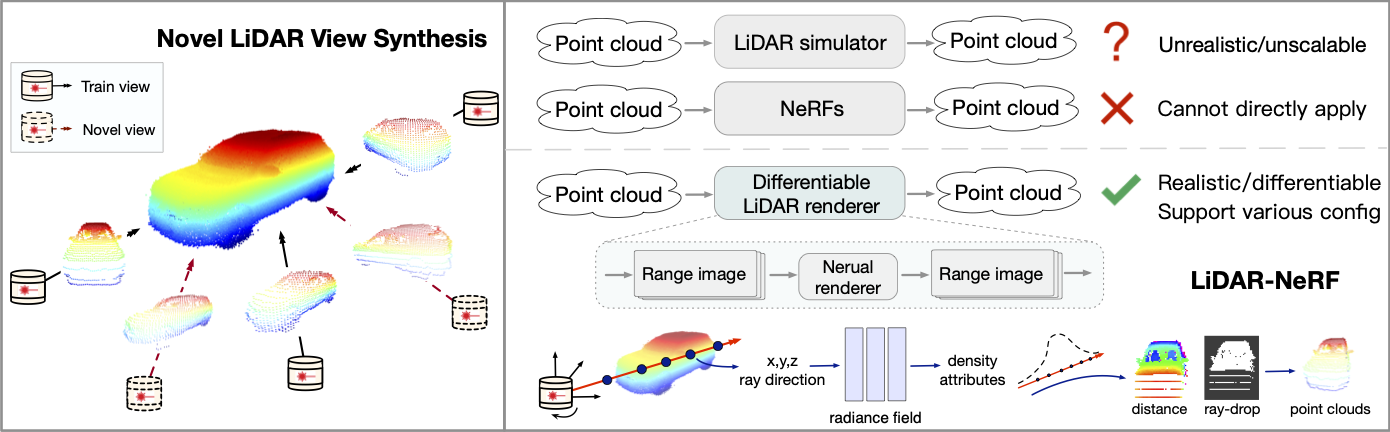 Novel LiDAR View Synthesis
Train view
Novel view
Point cloud
LiDAR simulator
Point cloud
?
Unrealistic/unscalable
Point cloud
NeRFs
Point cloud
Cannot directly apply
Point cloud
Differentiable
LiDAR renderer
Point cloud
Realistic/differentiable
Support various config
Range image
Nerual
renderer
Range image
LiDAR-NeRF
x,y,z
ray direction
radiance field
density
attributes
distance
ray-drop
point clouds